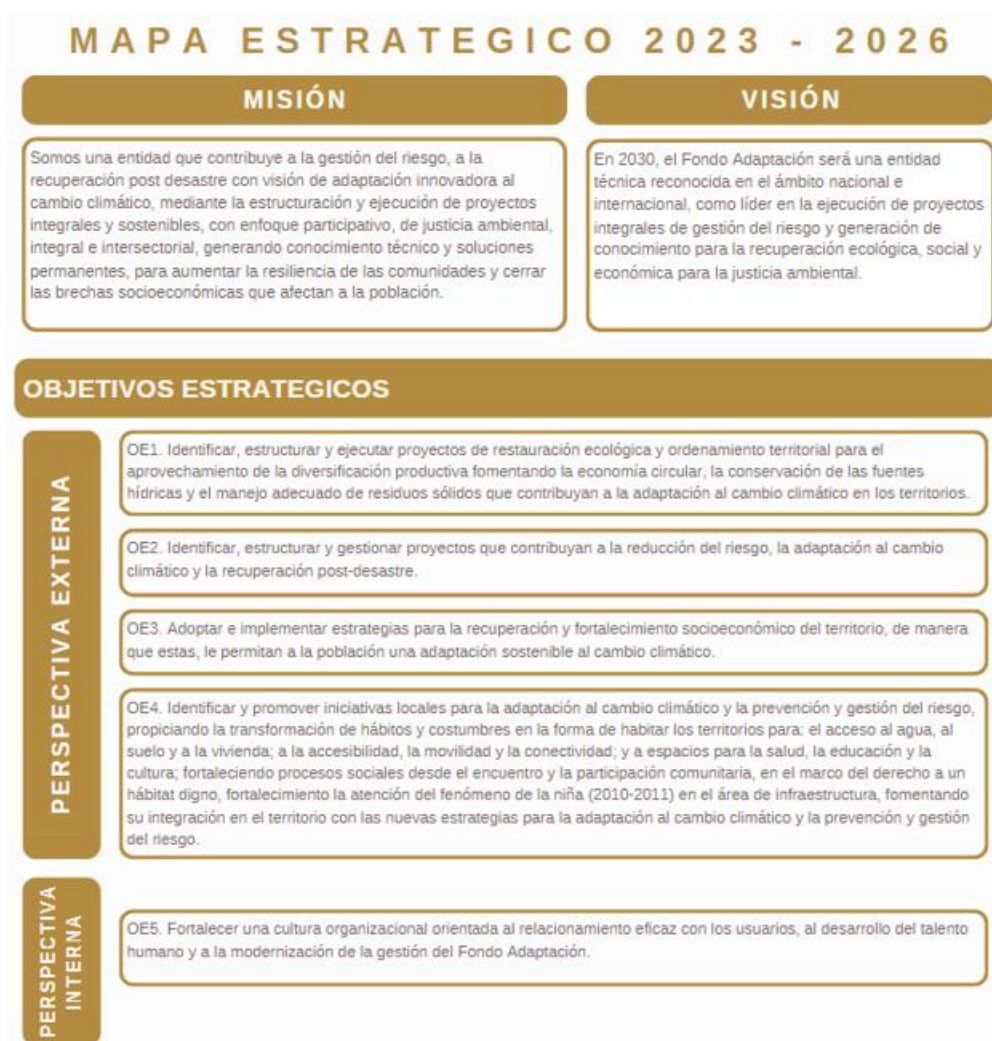 MAPA ESTRATEGICO 2023 - 2026
MISIÓN
Somos una entidad que contribuye a la gestión del riesgo, a la
recuperación post desastre con visión de adaptación innovadora al
cambio climático, mediante la estructuración y ejecución de proyectos
integrales y sostenibles, con enfoque participativo, de justicia ambiental,
integral e intersectorial, generando conocimiento técnico y soluciones
permanentes, para aumentar la resiliencia de las comunidades y cerrar
las brechas socioeconómicas que afectan a la población.
VISIÓN
En 2030, el Fondo Adaptación será una entidad
técnica reconocida en el ámbito nacional e
internacional, como líder en la ejecución de proyectos
integrales de gestión del riesgo y generación de
conocimiento para la recuperación ecológica, social y
económica para la justicia ambiental.
OBJETIVOS ESTRATEGICOS
PERSPECTIVA EXTERNA
OE1. Identificar, estructurar y ejecutar proyectos de restauración ecológica y ordenamiento territorial para el
aprovechamiento de la diversificación productiva fomentando la economía circular, la conservación de las fuentes
hídricas y el manejo adecuado de residuos sólidos que contribuyan a la adaptación al cambio climático en los territorios.
OE2. Identificar, estructurar y gestionar proyectos que contribuyan a la reducción del riesgo, la adaptación al cambio
climático y la recuperación post-desastre.
OE3. Adoptar e implementar estrategias para la recuperación y fortalecimiento socioeconómico del territorio, de manera
que estas, le permitan a la población una adaptación sostenible al cambio climático.
OE4. Identificar y promover iniciativas locales para la adaptación al cambio climático y la prevención y gestión del riesgo,
propiciando la transformación de hábitos y costumbres en la forma de habitar los territorios para: el acceso al agua, al
suelo y a la vivienda; a la accesibilidad, la movilidad y la conectividad; y a espacios para la salud, la educación y la
cultura; fortaleciendo procesos sociales desde el encuentro y la participación comunitaria, en el marco del derecho a un
hábitat digno, fortalecimiento la atención del fenómeno de la niña (2010-2011) en el área de infraestructura, fomentando
su integración en el territorio con las nuevas estrategias para la adaptación al cambio climático y la prevención y gestión
del riesgo.
PERSPECTIVA
INTERNA
OE5. Fortalecer una cultura organizacional orientada al relacionamiento eficaz con los usuarios, al desarrollo del talento
humano y a la modernización de la gestión del Fondo Adaptación.